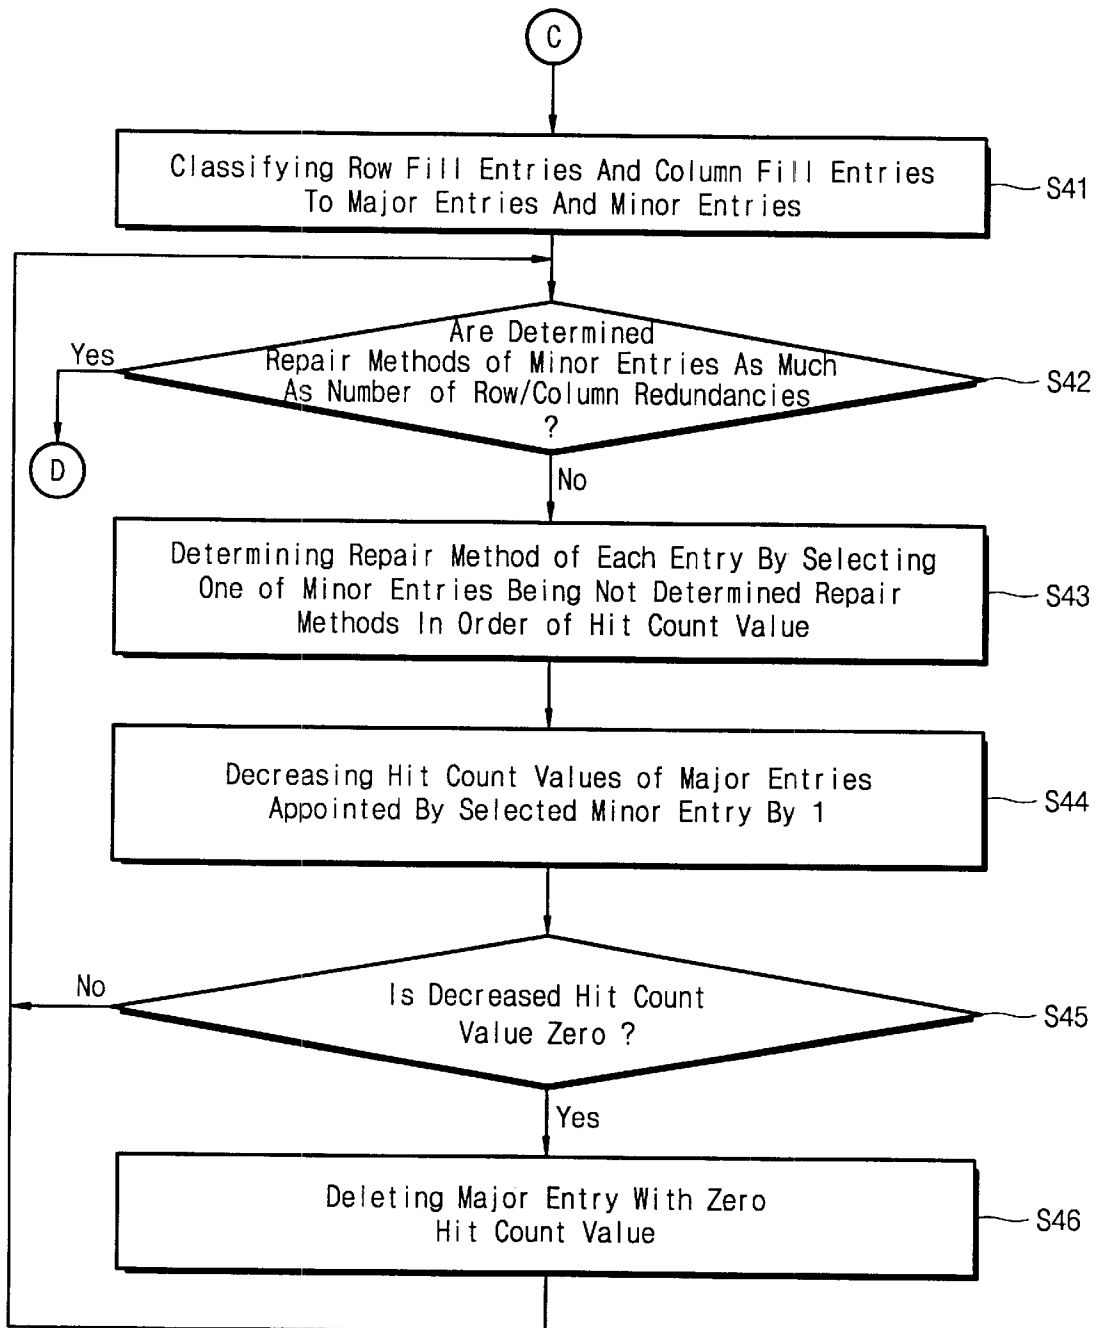 C
Classifying Row Fill Entries And Column Fill Entries
To Major Entries And Minor Entries
S41
Are Determined
Repair Methods of Minor Entries As Much
As Number of Row/Column Redundancies
?
Yes
S42
D
No
Determining Repair Method of Each Entry By Selecting
One of Minor Entries Being Not Determined Repair
Methods In Order of Hit Count Value
S43
Decreasing Hit Count Values of Major Entries
Appointed By Selected Minor Entry By 1
S44
No
Is Decreased Hit Count
Value Zero ?
S45
Yes
Deleting Major Entry With Zero
Hit Count Value
S46